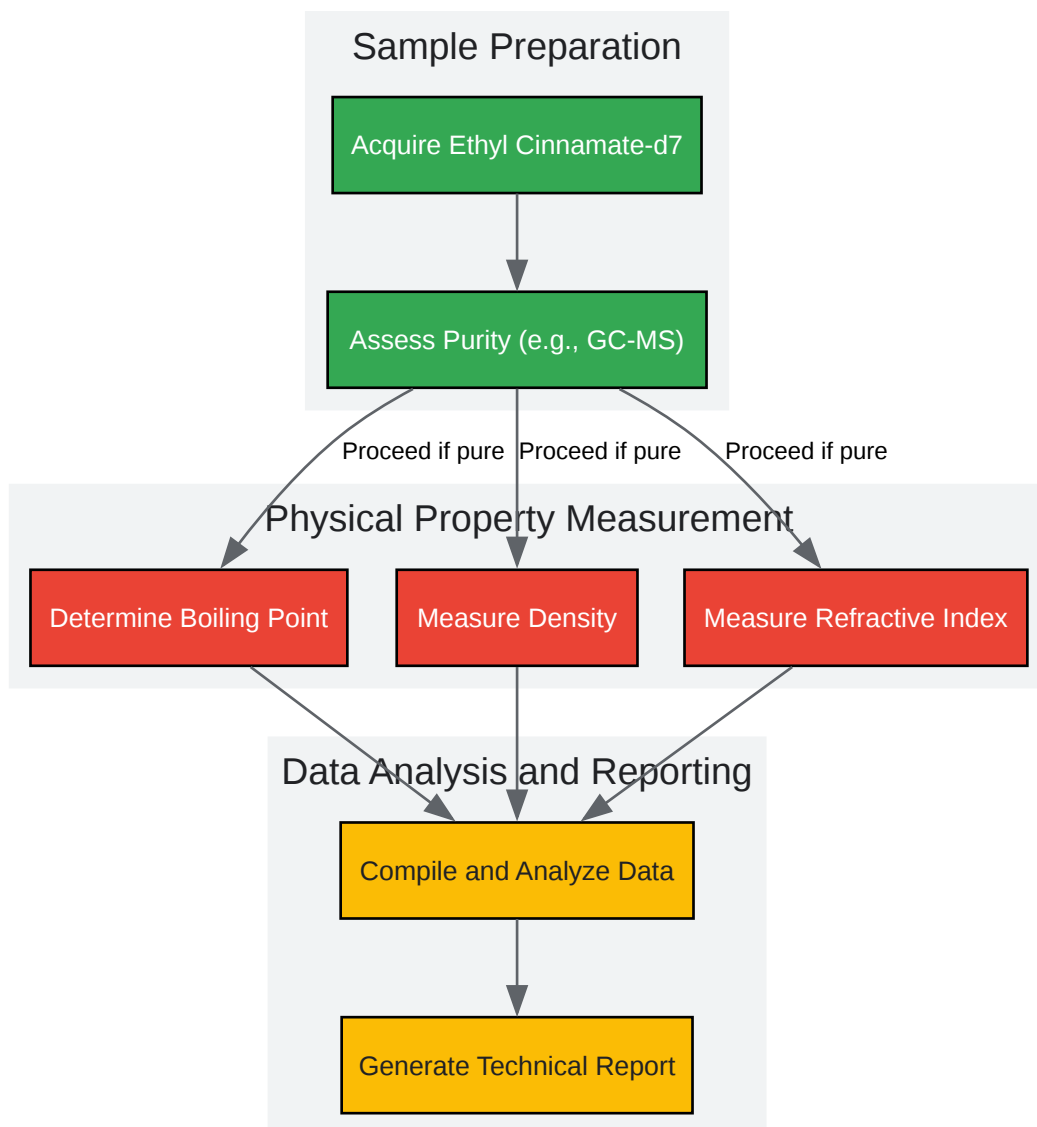 Sample Preparation
Acquire Ethyl Cinnamate-d7
Assess Purity (e.g., GC-MS)
Proceed if pure
Proceed if pure
Proceed if pure
Physical Property Measurement
Determine Boiling Point
Measure Density
Measure Refractive Index
Data Analysis and Reporting
Compile and Analyze Data
Generate Technical Report